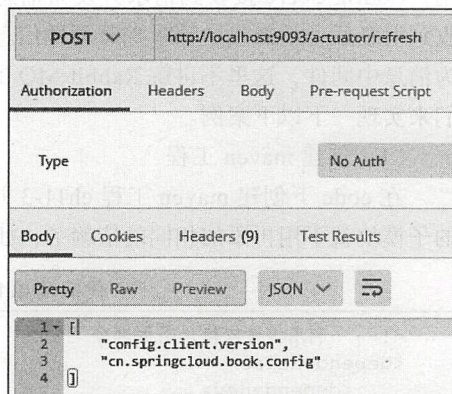 POST
http://localhost:9093/actuator/refresh
Authorization Headers Body Pre-request Script
Type No Auth
Body Cookies Headers (9) Test Results
Pretty Raw Preview JSON
1 [
2 "config.client.version",
3 "cn.springcloud.book.config"
4 ]